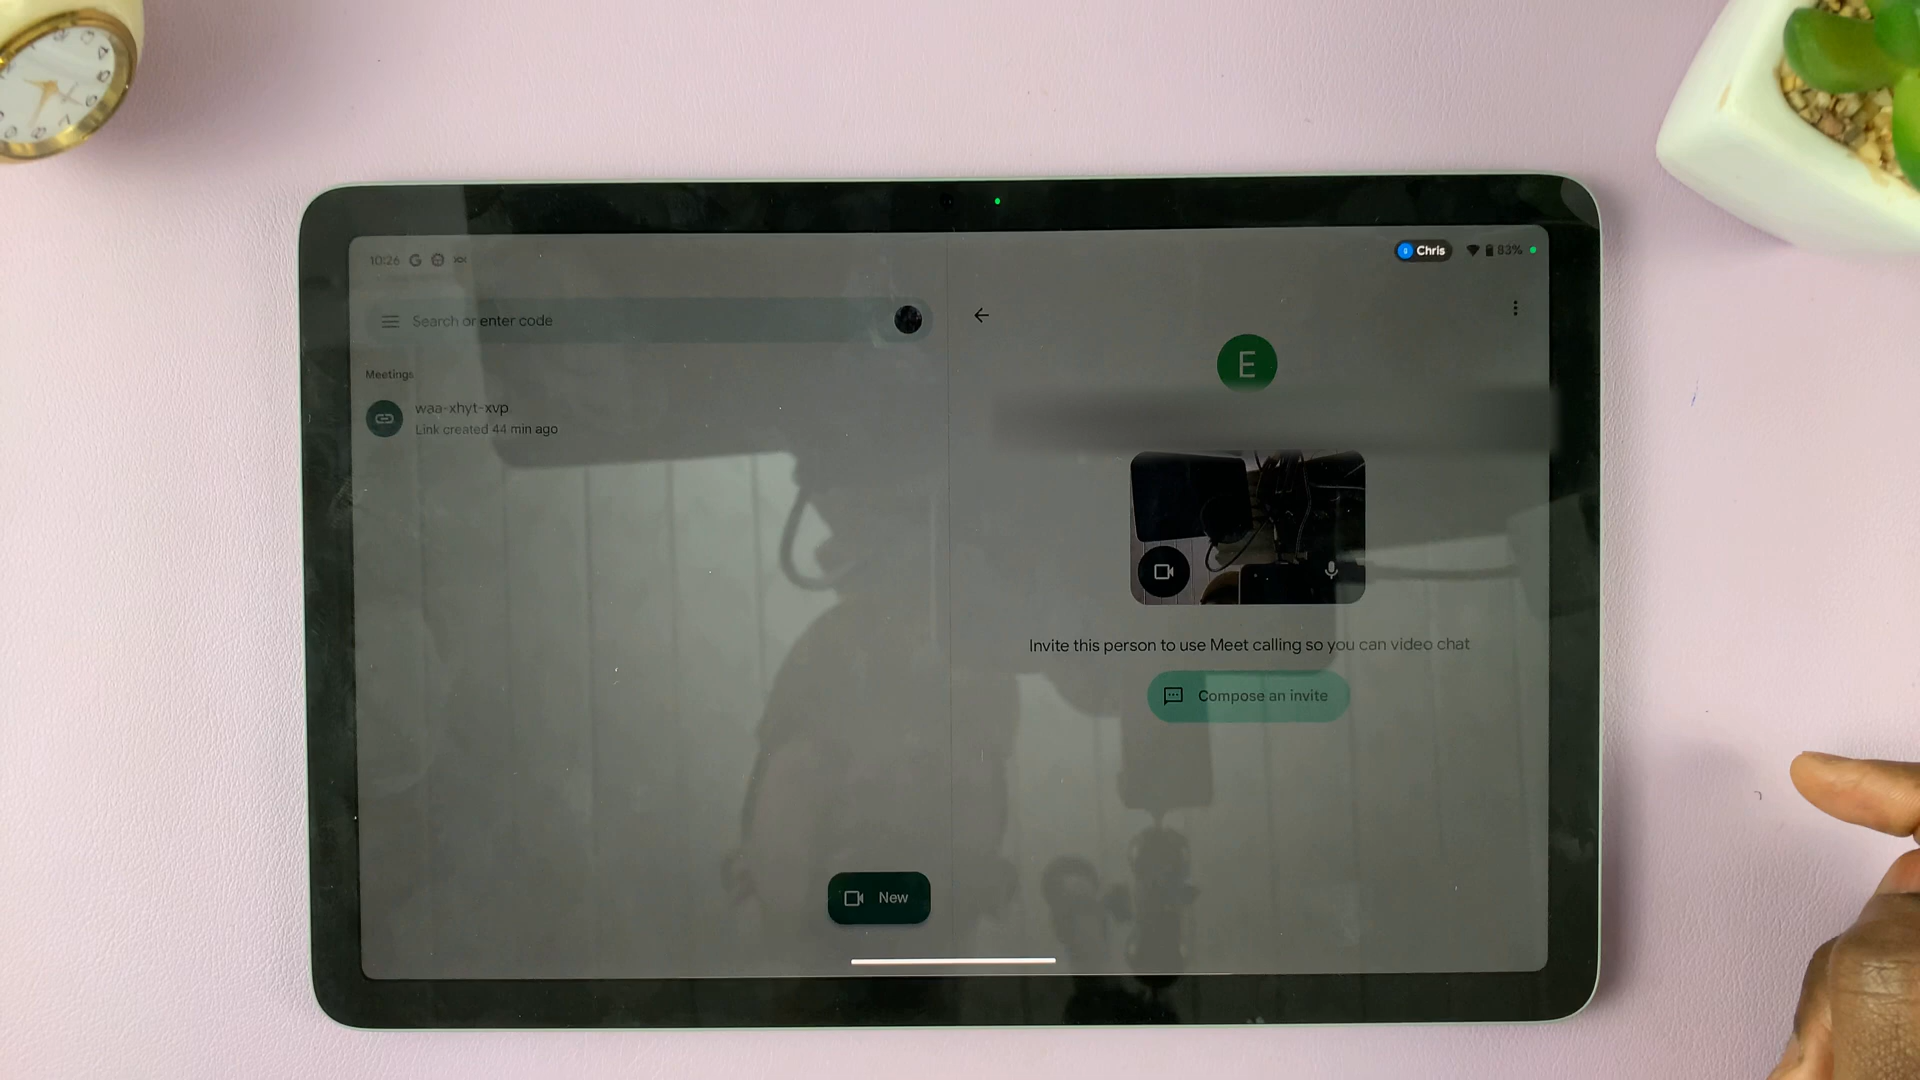 10:26
Chris
83%
Search or enter code
Meetings
waa-xhyt-xvp
Link created 44 min ago
E
Invite this person to use Meet calling so you can video chat
Compose an invite
New